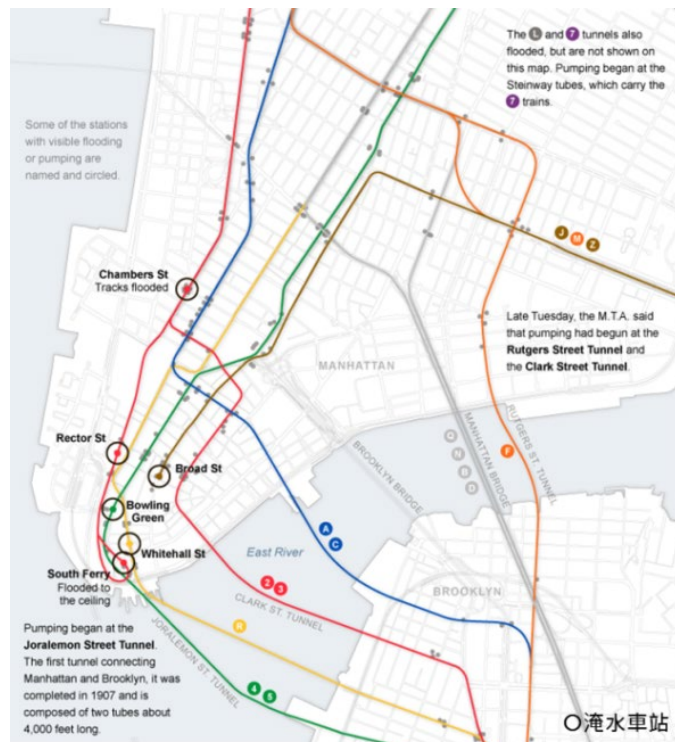 The L and 7 tunnels also
flooded, but are not shown on
this map. Pumping began at the
Steinway tubes, which carry the
7 trains.
Some of the stations
with visible flooding
or pumping are
named and circled.
J M Z
Chambers St
Tracks flooded
Late Tuesday, the M.T.A. said
that pumping had begun at the
Rutgers Street Tunnel and
the Clark Street Tunnel.
MANHATTAN
Rector St
Broad St
BROOKLYN BRIDGE
Q
N
B
D
MANHATTAN BRIDGE
F
RUTGERS ST. TUNNEL
Bowling
Green
Whitehall St
A
C
East River
South Ferry
Flooded to
the ceiling
2 3
CLARK ST. TUNNEL
BROOKLYN
R
JORALEMON ST. TUNNEL
4 5
Pumping began at the
Joralemon Street Tunnel.
The first tunnel connecting
Manhattan and Brooklyn, it was
completed in 1907 and is
composed of two tubes about
4,000 feet long.
O淹水車站